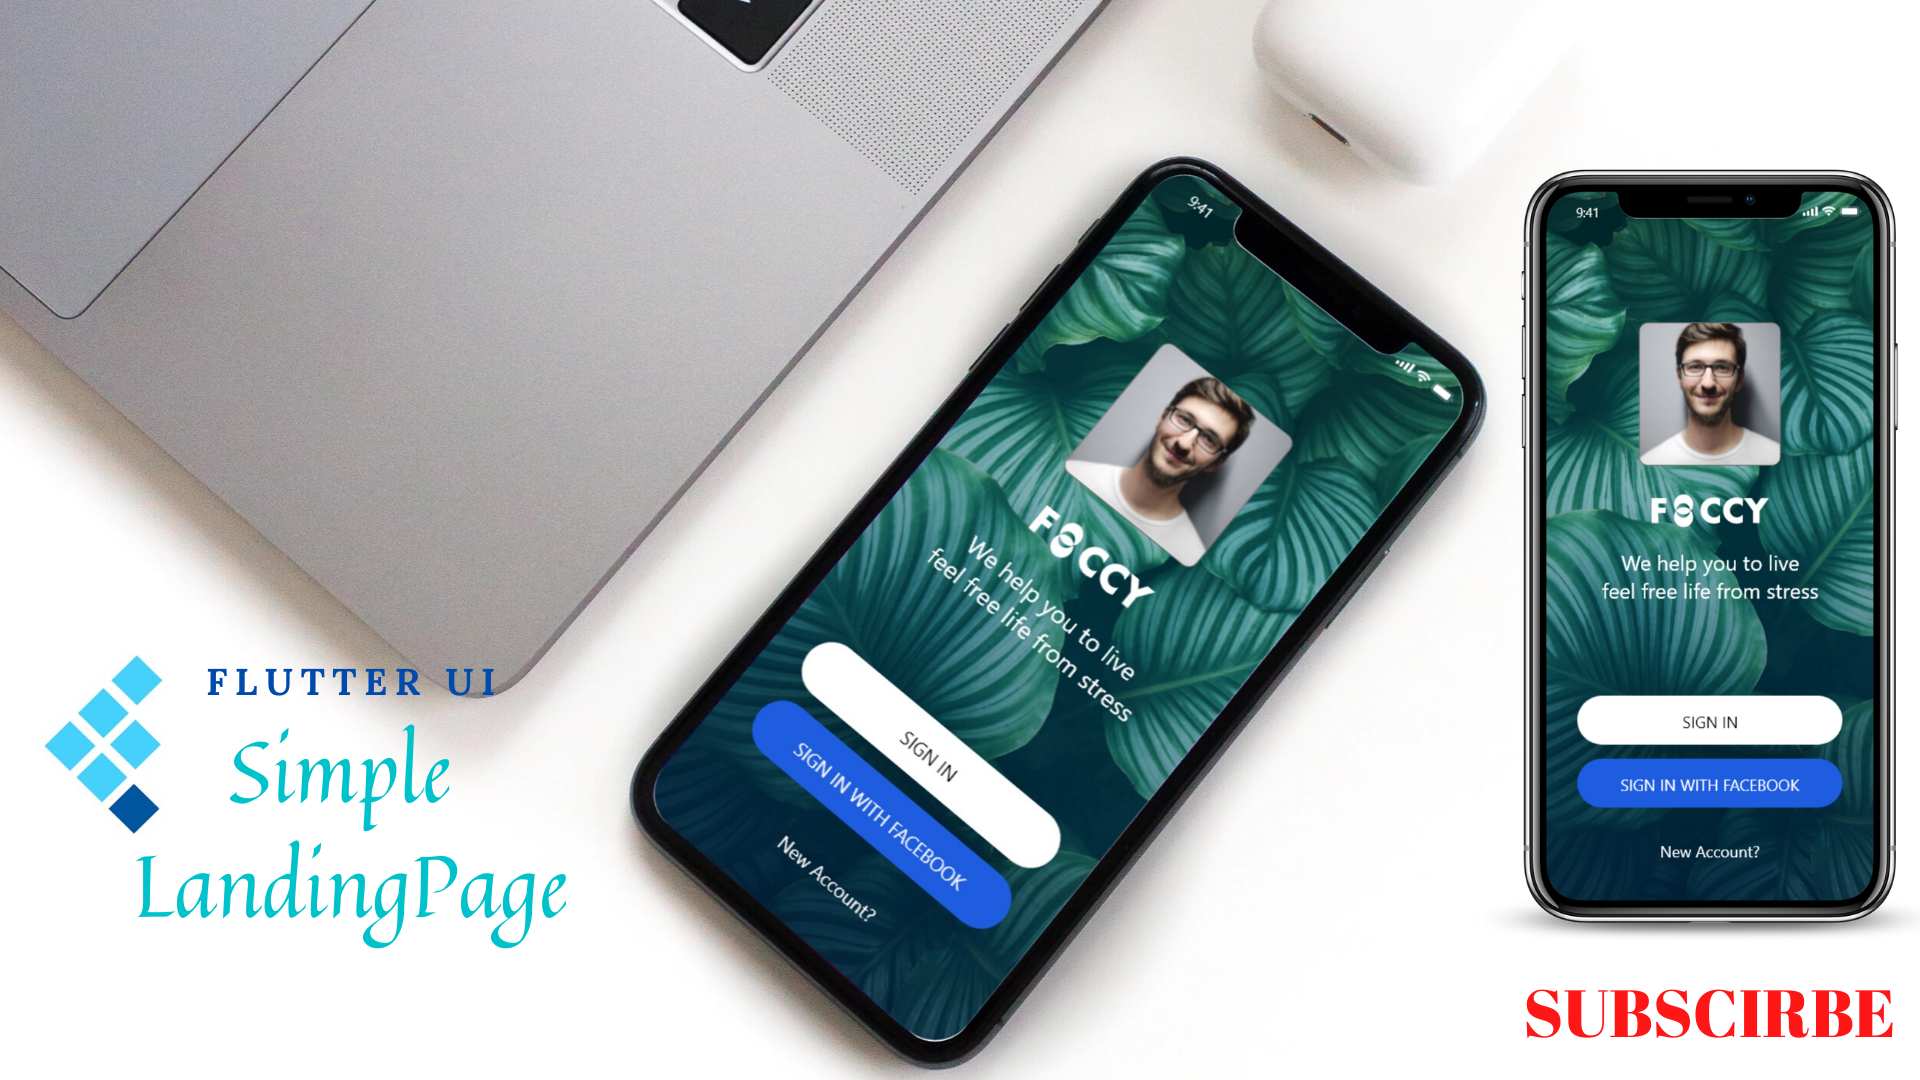 FLUTTER UI
Simple
LandingPage
9:41
FOCCY
We help you to live
feel free life from stress
SIGN IN
SIGN IN WITH FACEBOOK
New Account?
9:41
FOCCY
We help you to live
feel free life from stress
SIGN IN
SIGN IN WITH FACEBOOK
New Account?
SUBSCIRBE